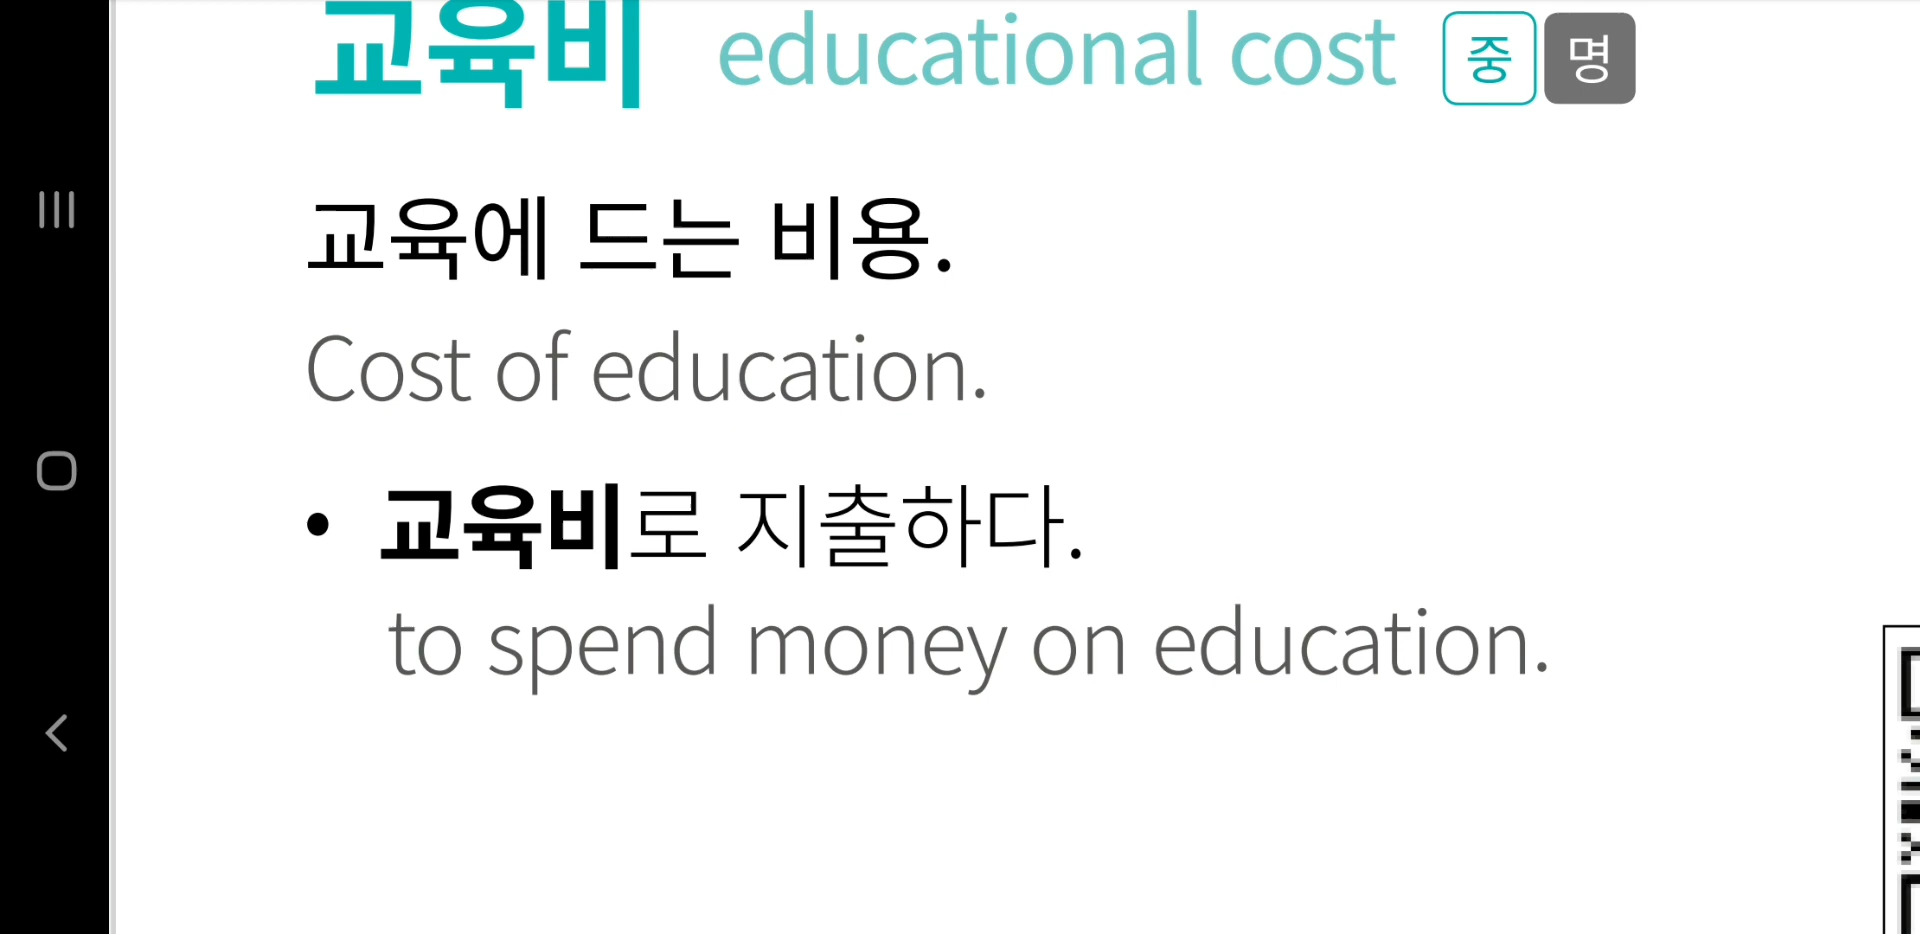 교육비 educational cost 중 명
교육에 드는 비용.
Cost of education.
• 교육비로 지출하다.
to spend money on education.